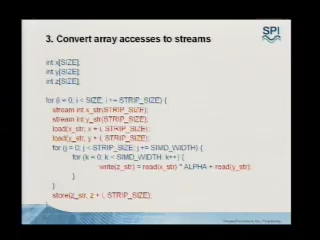 SPI
3. Convert array accesses to streams
int x[SIZE];
int y[SIZE];
int z[SIZE];
for (i = 0; i < SIZE; i += STRIP_SIZE) {
stream int x_str(STRIP_SIZE);
stream int y_str(STRIP_SIZE);
load(x_str, x + i, STRIP_SIZE);
load(y_str, y + i, STRIP_SIZE);
for (j = 0; j < STRIP_SIZE; j += SIMD_WIDTH) {
for (k = 0; k < SIMD_WIDTH; k++) {
write(z_str) = read(x_str) * ALPHA + read(y_str);
}
}
store(z_str, z + i, STRIP_SIZE);